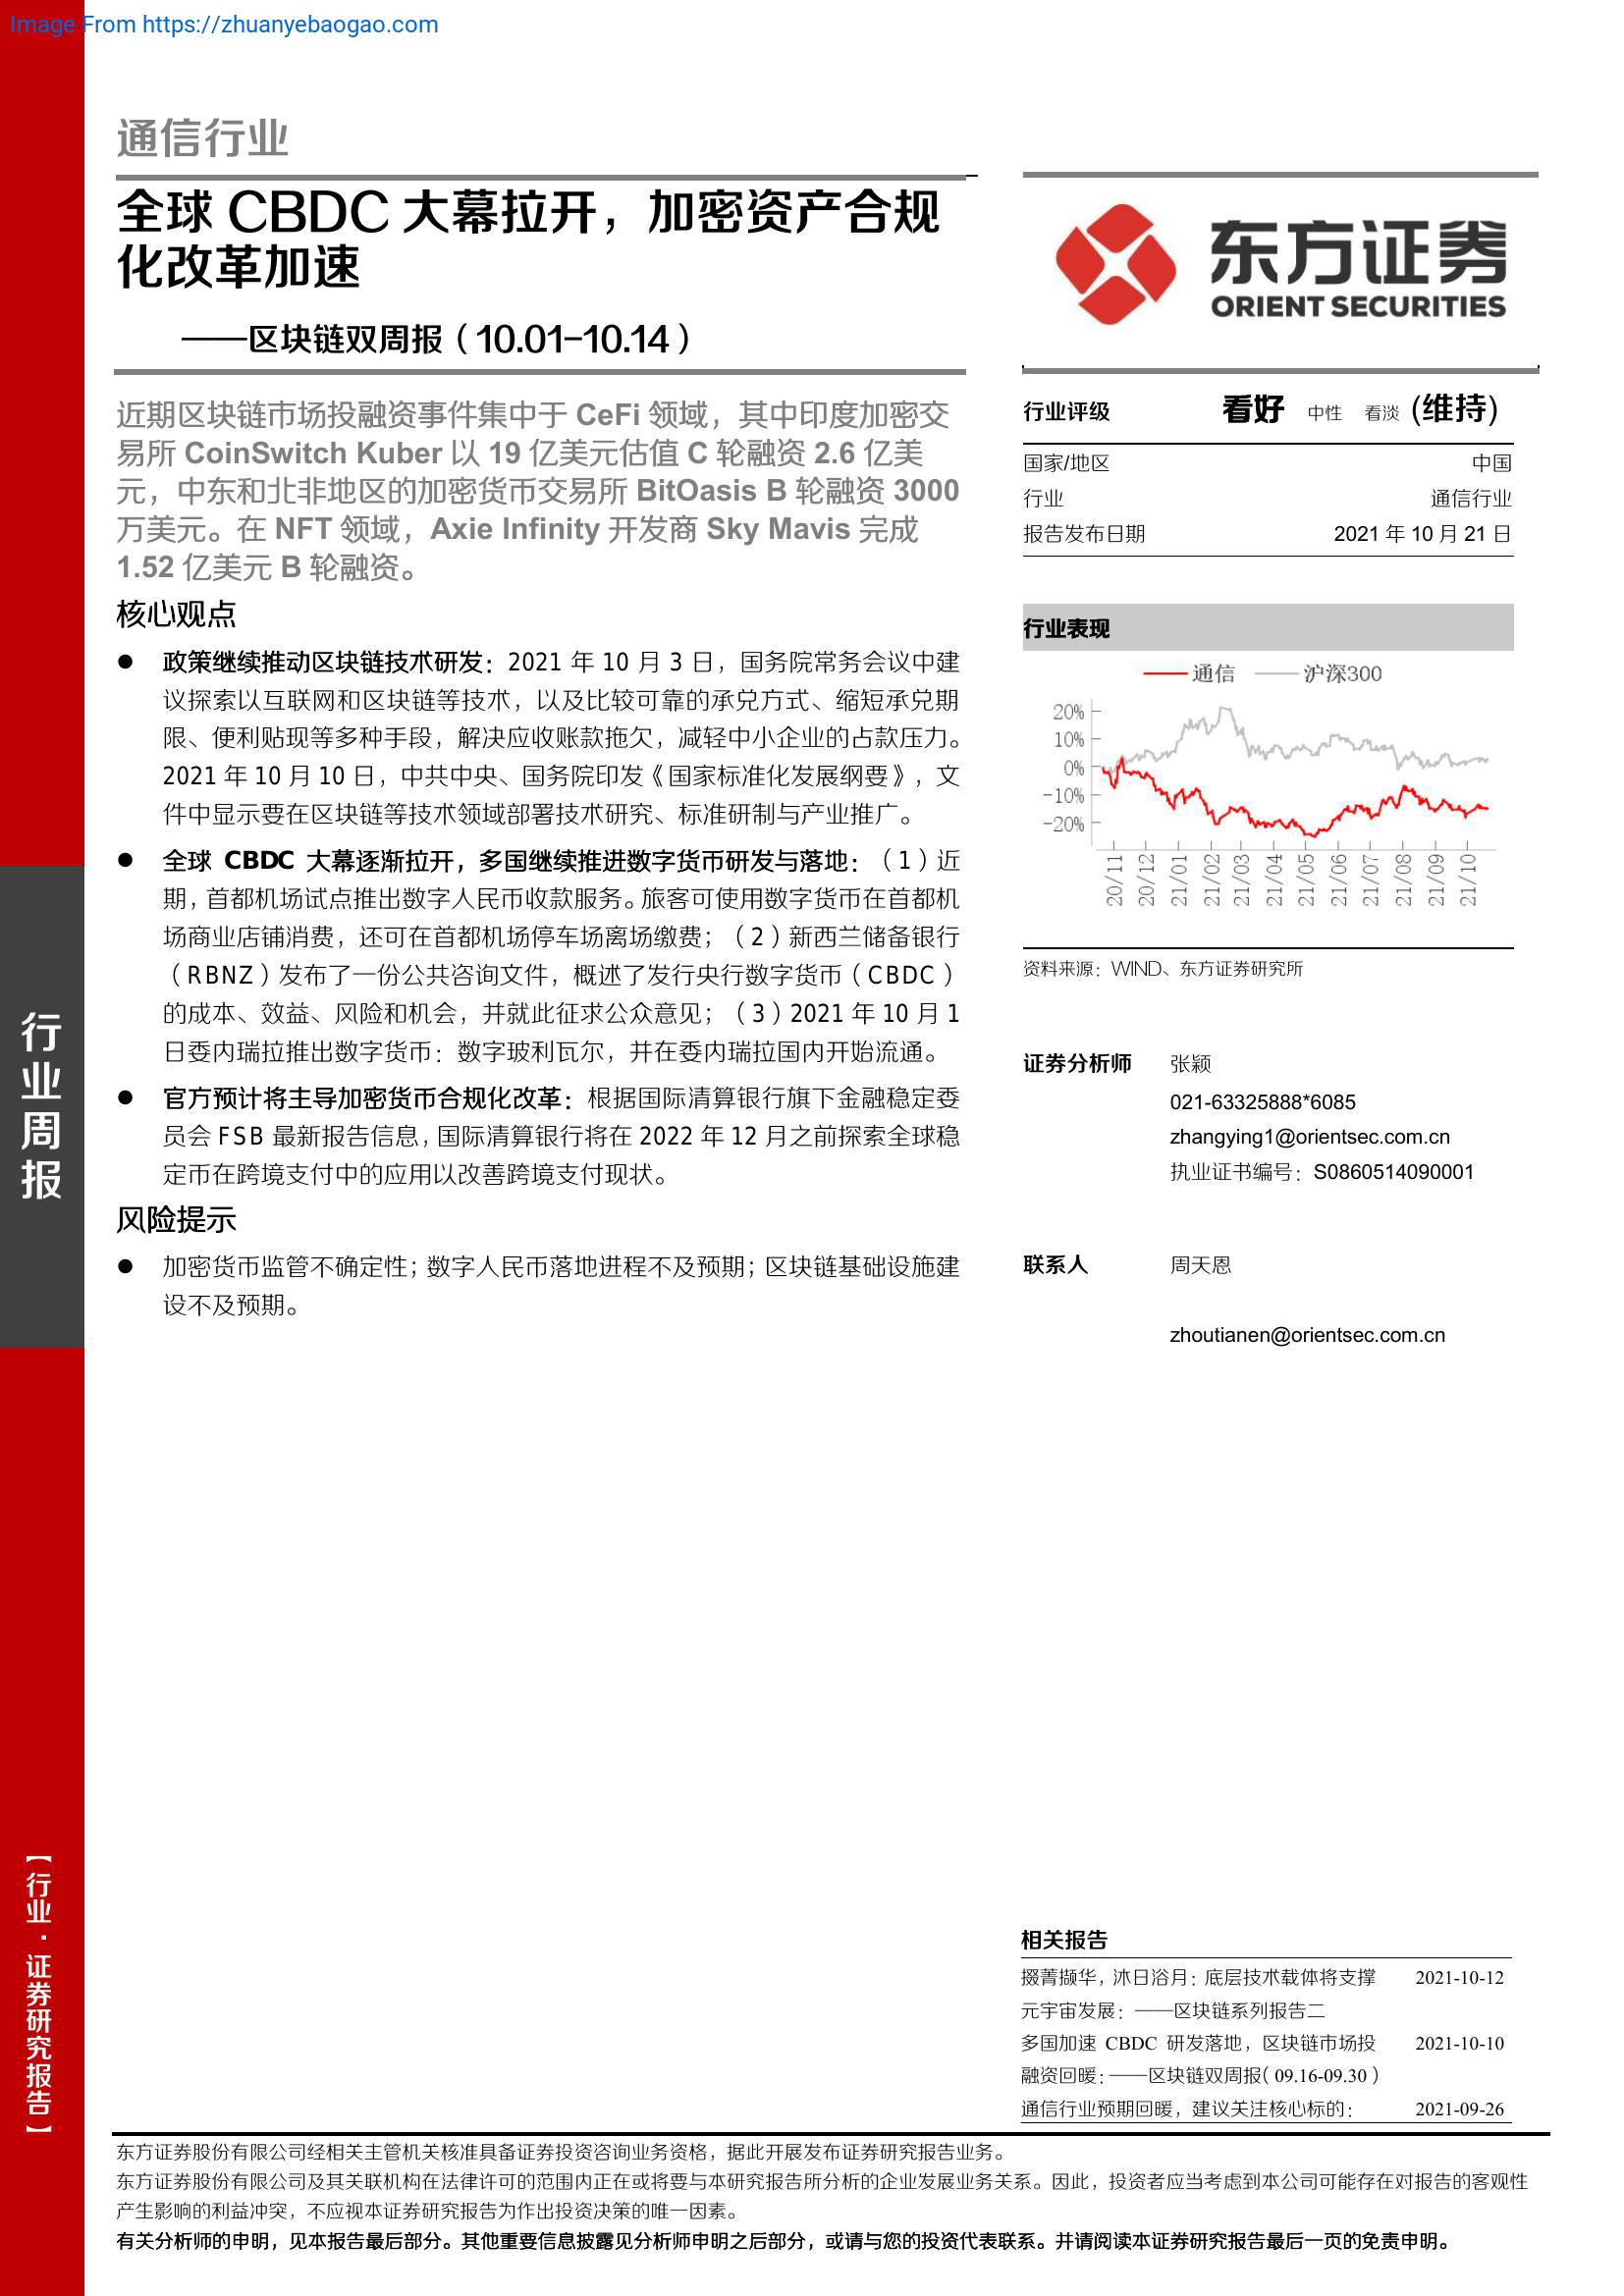 Image From https://zhuanyebaogao.com
通信行业
全球 CBDC 大幕拉开，加密资产合规
化改革加速
——区块链双周报（10.01-10.14）
近期区块链市场投融资事件集中于 CeFi 领域，其中印度加密交
易所 CoinSwitch Kuber 以 19 亿美元估值 C 轮融资 2.6 亿美
元，中东和北非地区的加密货币交易所 BitOasis B 轮融资 3000
万美元。在 NFT 领域，Axie Infinity 开发商 Sky Mavis 完成
1.52 亿美元 B 轮融资。
核心观点
● 政策继续推动区块链技术研发：2021 年 10 月 3 日，国务院常务会议中建
议探索以互联网和区块链等技术，以及比较可靠的承兑方式、缩短承兑期
限、便利贴现等多种手段，解决应收账款拖欠，减轻中小企业的占款压力。
2021 年 10 月 10 日，中共中央、国务院印发《国家标准化发展纲要》，文
件中显示要在区块链等技术领域部署技术研究、标准研制与产业推广。
● 全球 CBDC 大幕逐渐拉开，多国继续推进数字货币研发与落地：（1）近
期，首都机场试点推出数字人民币收款服务。旅客可使用数字货币在首都机
场商业店铺消费，还可在首都机场停车场离场缴费；（2）新西兰储备银行
（RBNZ）发布了一份公共咨询文件，概述了发行央行数字货币（CBDC）
的成本、效益、风险和机会，并就此征求公众意见；（3）2021 年 10 月 1
日委内瑞拉推出数字货币：数字玻利瓦尔，并在委内瑞拉国内开始流通。
● 官方预计将主导加密货币合规化改革：根据国际清算银行旗下金融稳定委
员会 FSB 最新报告信息，国际清算银行将在 2022 年 12 月之前探索全球稳
定币在跨境支付中的应用以改善跨境支付现状。
风险提示
● 加密货币监管不确定性；数字人民币落地进程不及预期；区块链基础设施建
设不及预期。
东方证券
ORIENT SECURITIES
行业评级 看好 中性 看淡 (维持)
国家/地区 中国
行业 通信行业
报告发布日期 2021 年 10 月 21 日
行业表现
通信 沪深300
20%
10%
0%
-10%
-20%
20/11 20/12 21/01 21/02 21/03 21/04 21/05 21/06 21/07 21/08 21/09 21/10
资料来源：WIND、东方证券研究所
证券分析师 张颖
021-63325888*6085
zhangying1@orientsec.com.cn
执业证书编号：S0860514090001
联系人 周天恩
zhoutianen@orientsec.com.cn
相关报告
掇菁撷华，沐日浴月：底层技术载体将支撑 2021-10-12
元宇宙发展：——区块链系列报告二
多国加速 CBDC 研发落地，区块链市场投 2021-10-10
融资回暖：——区块链双周报（09.16-09.30）
通信行业预期回暖，建议关注核心标的： 2021-09-26
行业周报
【行业·证券研究报告】
东方证券股份有限公司经相关主管机关核准具备证券投资咨询业务资格，据此开展发布证券研究报告业务。
东方证券股份有限公司及其关联机构在法律许可的范围内正在或将要与本研究报告所分析的企业发展业务关系。因此，投资者应当考虑到本公司可能存在对报告的客观性
产生影响的利益冲突，不应视本证券研究报告为作出投资决策的唯一因素。
有关分析师的申明，见本报告最后部分。其他重要信息披露见分析师申明之后部分，或请与您的投资代表联系。并请阅读本证券研究报告最后一页的免责申明。